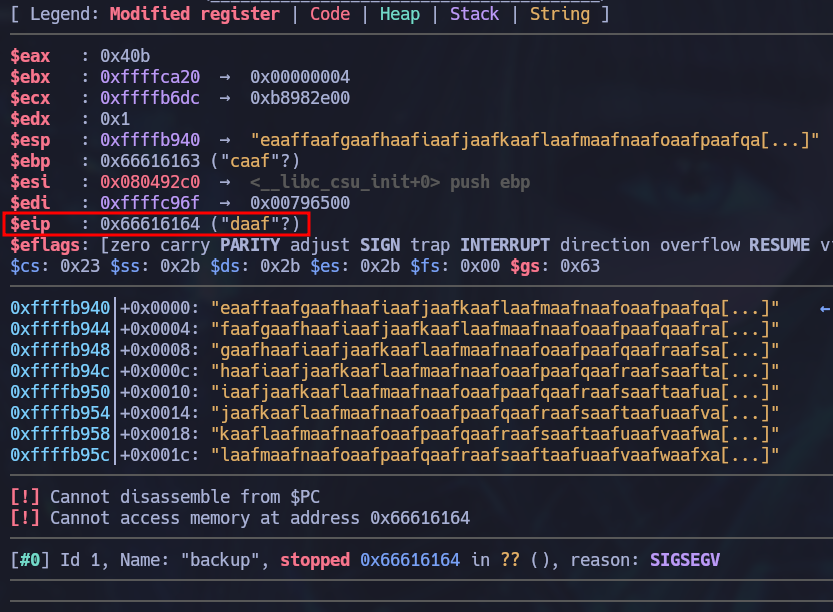 [ Legend: Modified register | Code | Heap | Stack | String ]
$eax   : 0x40b
$ebx   : 0xffffca20  →  0x00000004
$ecx   : 0xffffb6dc  →  0xb8982e00
$edx   : 0x1
$esp   : 0xffffb940  →  "eaaffaafgaafhaafiaafjaafkaaflaafmaafnaafoaafpaafqa[...]"
$ebp   : 0x66616163 ("caaf"?)
$esi   : 0x080492c0  →  <__libc_csu_init+0> push ebp
$edi   : 0xffffc96f  →  0x00796500
$eip   : 0x66616164 ("daaf"?)
$eflags: [zero carry PARITY adjust SIGN trap INTERRUPT direction overflow RESUME
$cs: 0x23 $ss: 0x2b $ds: 0x2b $es: 0x2b $fs: 0x00 $gs: 0x63
0xffffb940│+0x0000: "eaaffaafgaafhaafiaafjaafkaaflaafmaafnaafoaafpaafqa[...]"    ←
0xffffb944│+0x0004: "faafgaafhaafiaafjaafkaaflaafmaafnaafoaafpaafqaafra[...]"
0xffffb948│+0x0008: "gaafhaafiaafjaafkaaflaafmaafnaafoaafpaafqaafraafsa[...]"
0xffffb94c│+0x000c: "haafiaafjaafkaaflaafmaafnaafoaafpaafqaafraafsaafta[...]"
0xffffb950│+0x0010: "iaafjaafkaaflaafmaafnaafoaafpaafqaafraafsaaftaafua[...]"
0xffffb954│+0x0014: "jaafkaaflaafmaafnaafoaafpaafqaafraafsaaftaafuaafva[...]"
0xffffb958│+0x0018: "kaaflaafmaafnaafoaafpaafqaafraafsaaftaafuaafvaafwa[...]"
0xffffb95c│+0x001c: "laafmaafnaafoaafpaafqaafraafsaaftaafuaafvaafwaafxa[...]"
[!] Cannot disassemble from $PC
[!] Cannot access memory at address 0x66616164
[#0] Id 1, Name: "backup", stopped 0x66616164 in ?? (), reason: SIGSEGV